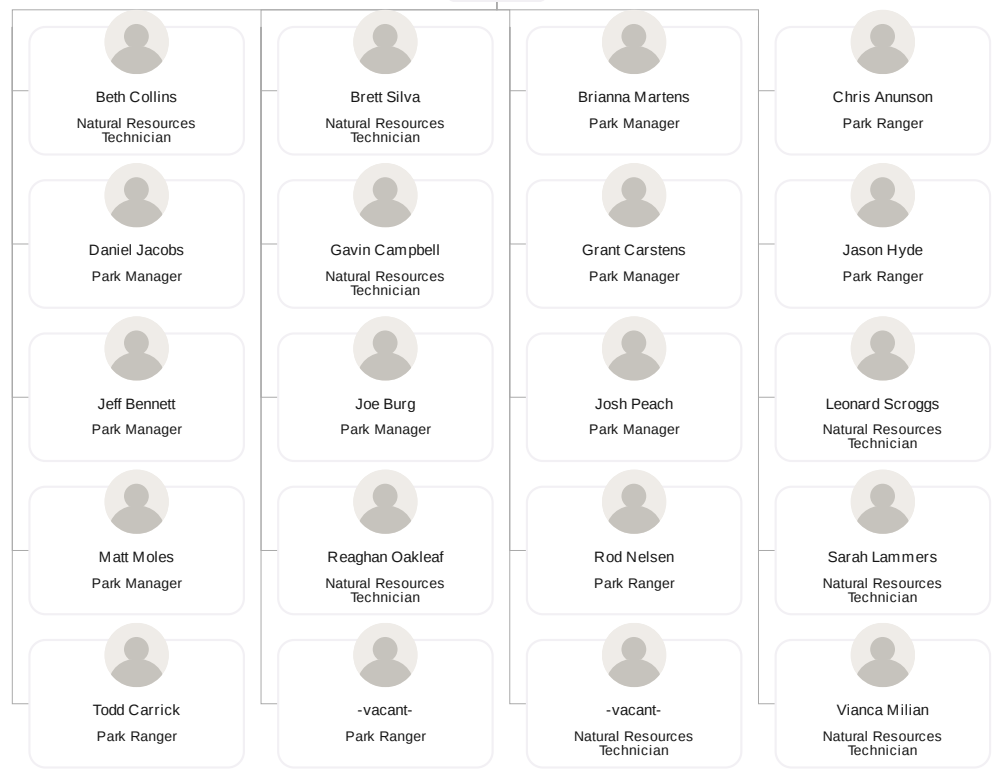 Beth Collins
Natural Resources
Technician
Brett Silva
Natural Resources
Technician
Brianna Martens
Park Manager
Chris Anunson
Park Ranger
Daniel Jacobs
Park Manager
Gavin Campbell
Natural Resources
Technician
Grant Carstens
Park Manager
Jason Hyde
Park Ranger
Jeff Bennett
Park Manager
Joe Burg
Park Manager
Josh Peach
Park Manager
Leonard Scroggs
Natural Resources
Technician
Matt Moles
Park Manager
Reaghan Oakleaf
Natural Resources
Technician
Rod Nelsen
Park Ranger
Sarah Lammers
Natural Resources
Technician
Todd Carrick
Park Ranger
-vacant-
Park Ranger
-vacant-
Natural Resources
Technician
Vianca Milian
Natural Resources
Technician